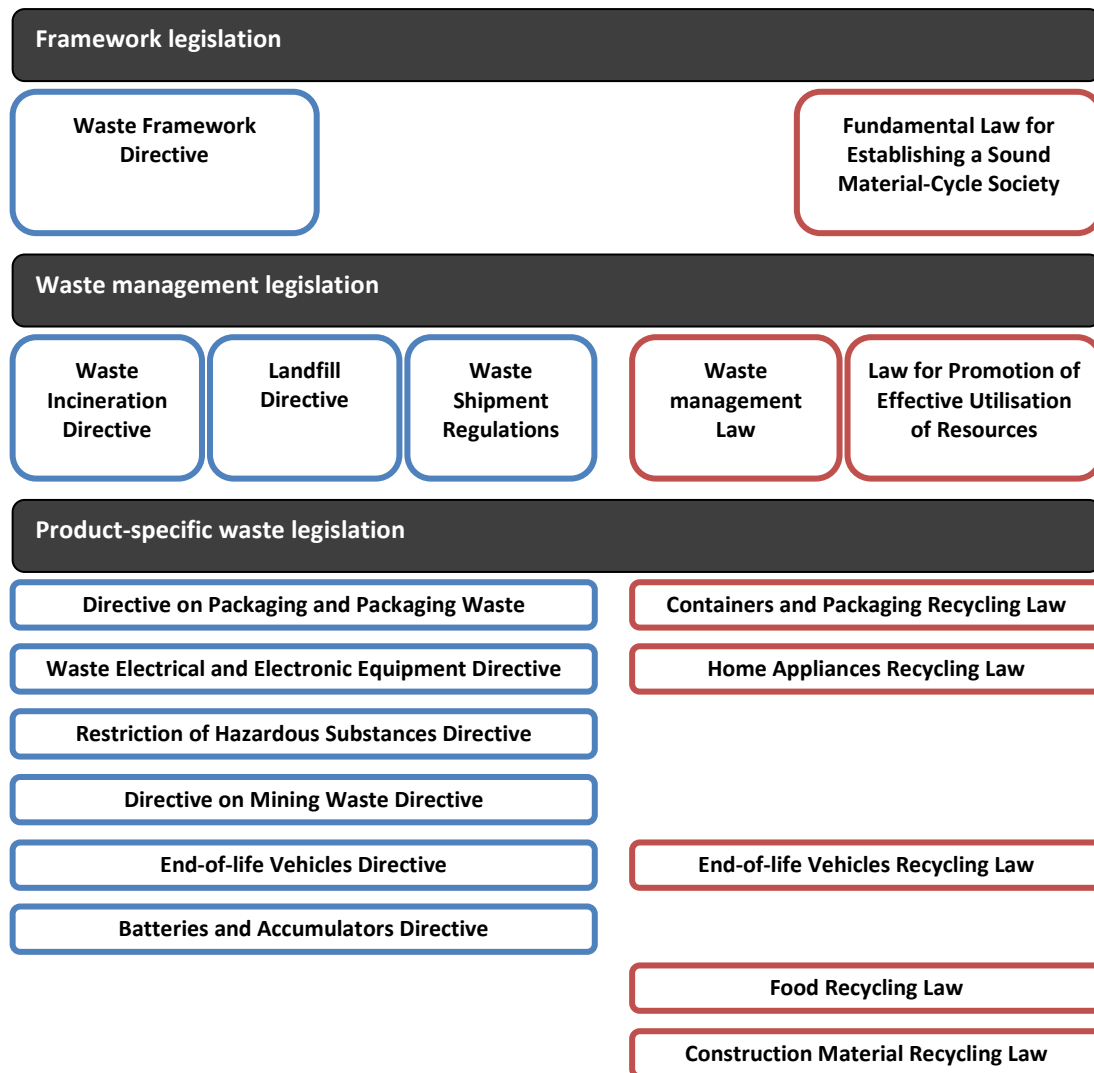 Framework legislation
Waste Framework
Directive
Fundamental Law for
Establishing a Sound
Material-Cycle Society
Waste management legislation
Waste
Incineration
Directive
Landfill
Directive
Waste
Shipment
Regulations
Waste
management
Law
Law for Promotion of
Effective Utilisation
of Resources
Product-specific waste legislation
Directive on Packaging and Packaging Waste
Containers and Packaging Recycling Law
Waste Electrical and Electronic Equipment Directive
Home Appliances Recycling Law
Restriction of Hazardous Substances Directive
Directive on Mining Waste Directive
End-of-life Vehicles Directive
End-of-life Vehicles Recycling Law
Batteries and Accumulators Directive
Food Recycling Law
Construction Material Recycling Law